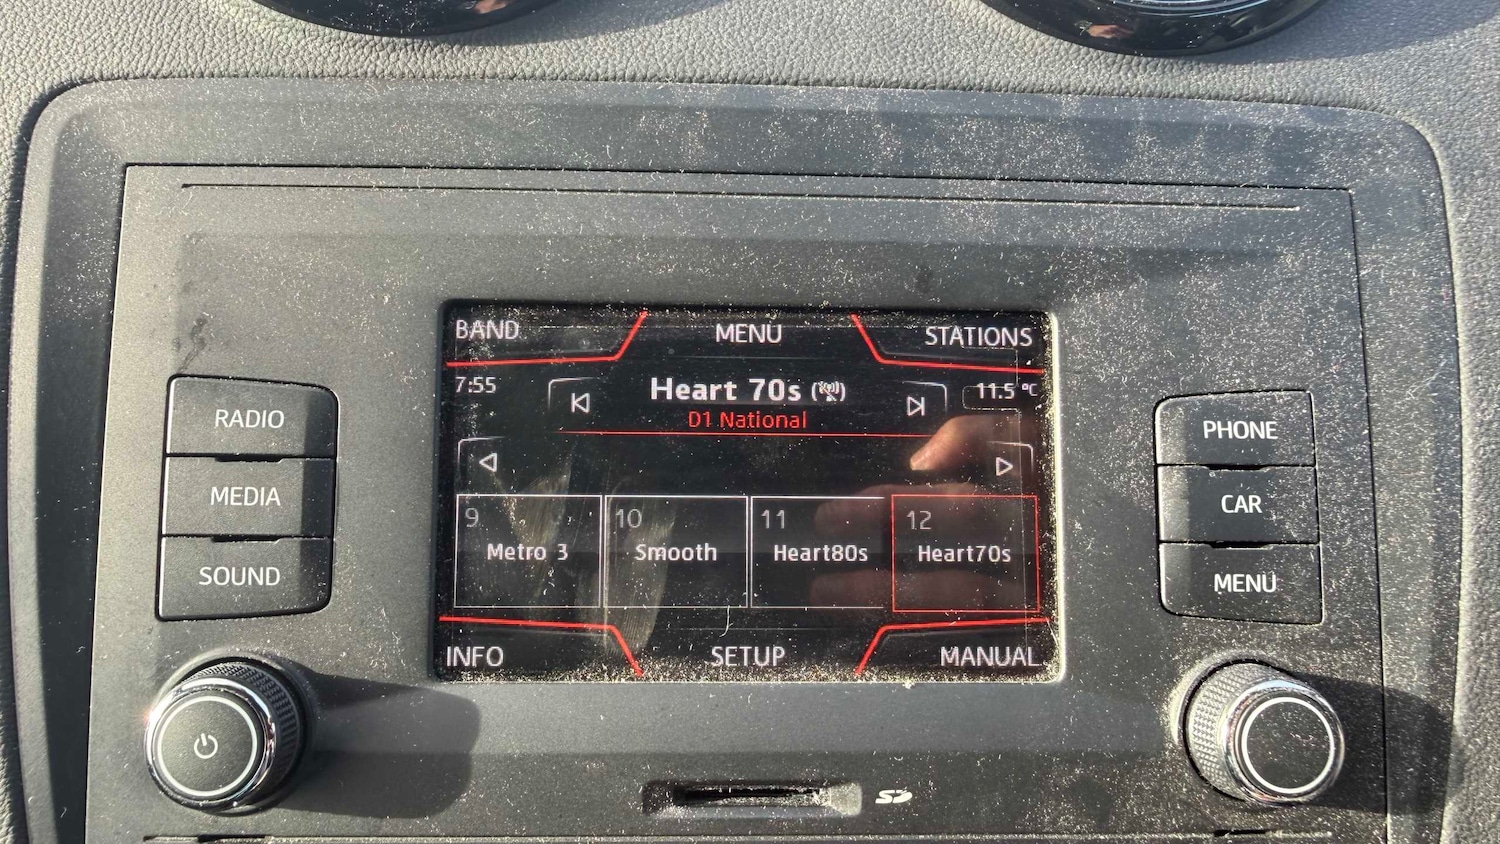 BAND MENU STATIONS
7:55 Heart 70s 11.5 °C
D1 National
RADIO
MEDIA
SOUND
9 10 11 12
Metro 3 Smooth Heart80s Heart70s
INFO SETUP MANUAL
PHONE
CAR
MENU
SD